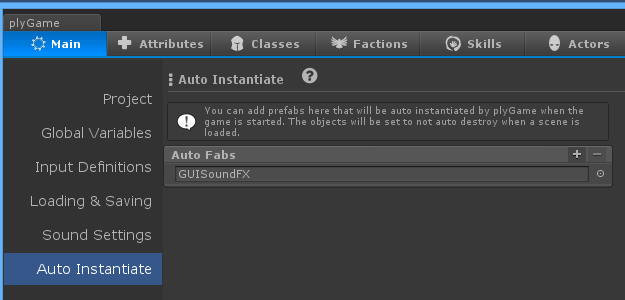 plyGame
Main Attributes Classes Factions Skills Actors
Auto Instantiate ?
Project
Global Variables
Input Definitions
Loading & Saving
Sound Settings
Auto Instantiate
You can add prefabs here that will be auto instantiated by plyGame when the
game is started. The objects will be set to not auto destroy when a scene is
loaded.
Auto Fabs + −
GUISoundFX